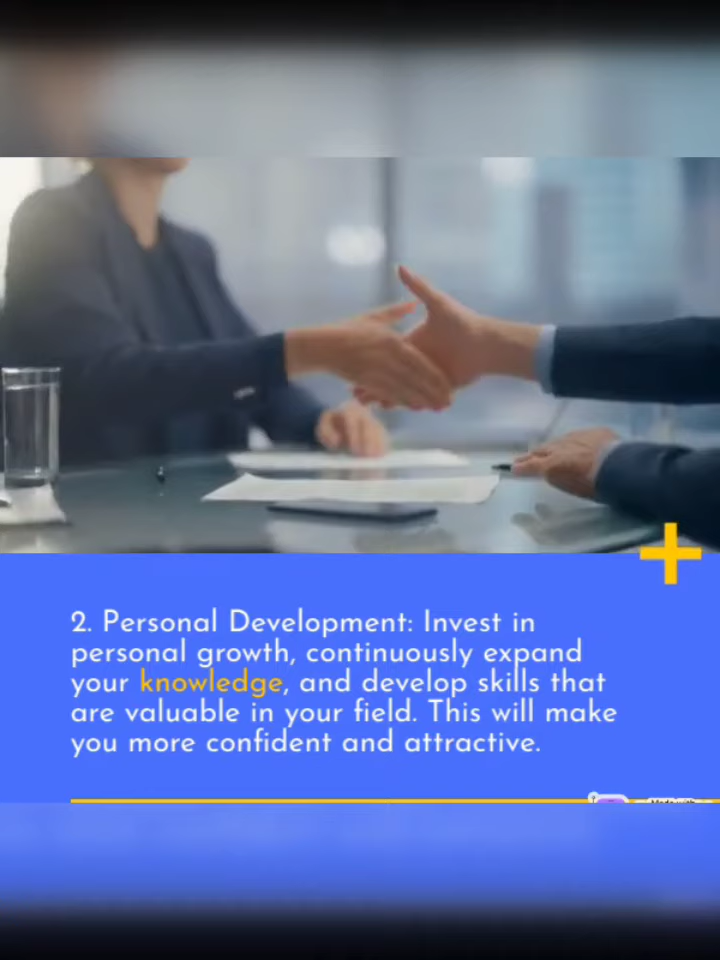 2. Personal Development: Invest in
personal growth, continuously expand
your knowledge, and develop skills that
are valuable in your field. This will make
you more confident and attractive.